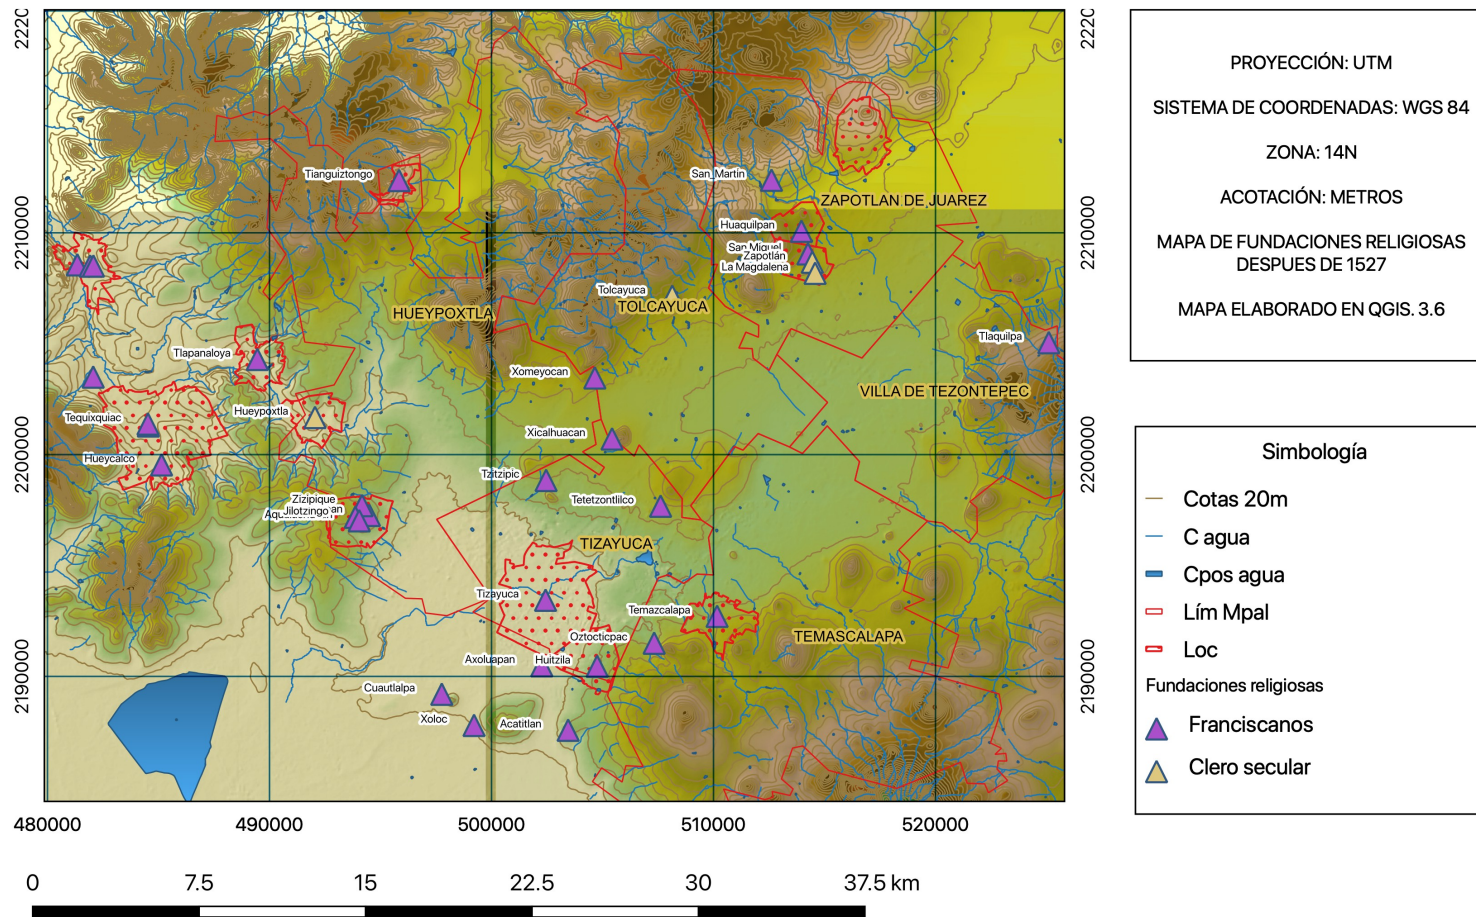 222C
222C
Tianguiztongo
San_Martin
ZAPOTLAN DE JUAREZ
2210000
2210000
Huaquilpan
San Miguel
Zapotlán
La Magdalena
Tolcayuca
TOLCAYUCA
HUEYPOXTLA
Tlaquilpa
Tlapanaloya
Xomeyocan
VILLA DE TEZONTEPEC
Tequixquiac
Hueypoxtla
Xicalhuacan
2200000
2200000
Hueycalco
Tzitzipic
Tetetzontlilco
Zizipique
Jilotzingo
TIZAYUCA
Tizayuca
Temazcalapa
Oztocticpac
TEMASCALAPA
Axoluapan
Huitzila
2190000
2190000
Cuautlalpa
Xoloc
Acatitlan
480000
490000
500000
510000
520000
0
7.5
15
22.5
30
37.5 km
PROYECCIÓN: UTM
SISTEMA DE COORDENADAS: WGS 84
ZONA: 14N
ACOTACIÓN: METROS
MAPA DE FUNDACIONES RELIGIOSAS
DESPUES DE 1527
MAPA ELABORADO EN QGIS. 3.6
Simbología
Cotas 20m
C agua
Cpos agua
Lím Mpal
Loc
Fundaciones religiosas
Franciscanos
Clero secular